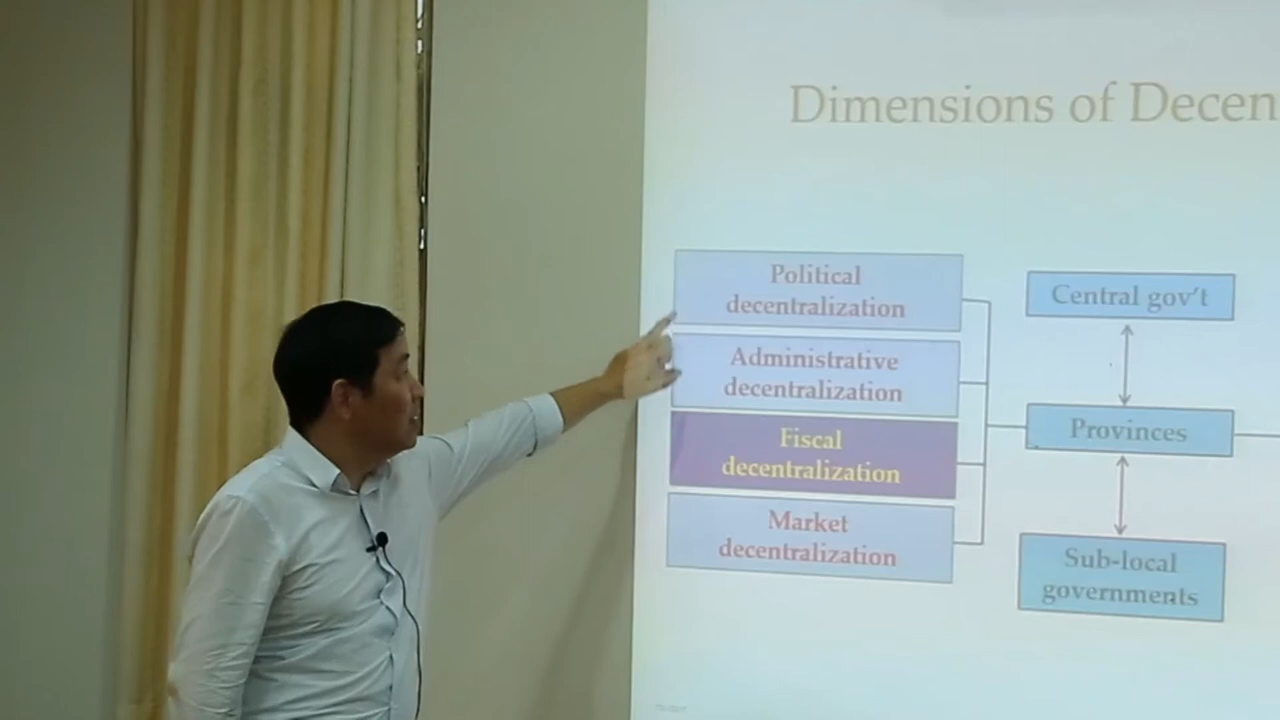 Dimensions of Decen
Political
decentralization
Administrative
decentralization
Fiscal
decentralization
Market
decentralization
Central gov't
Provinces
Sub-local
governments